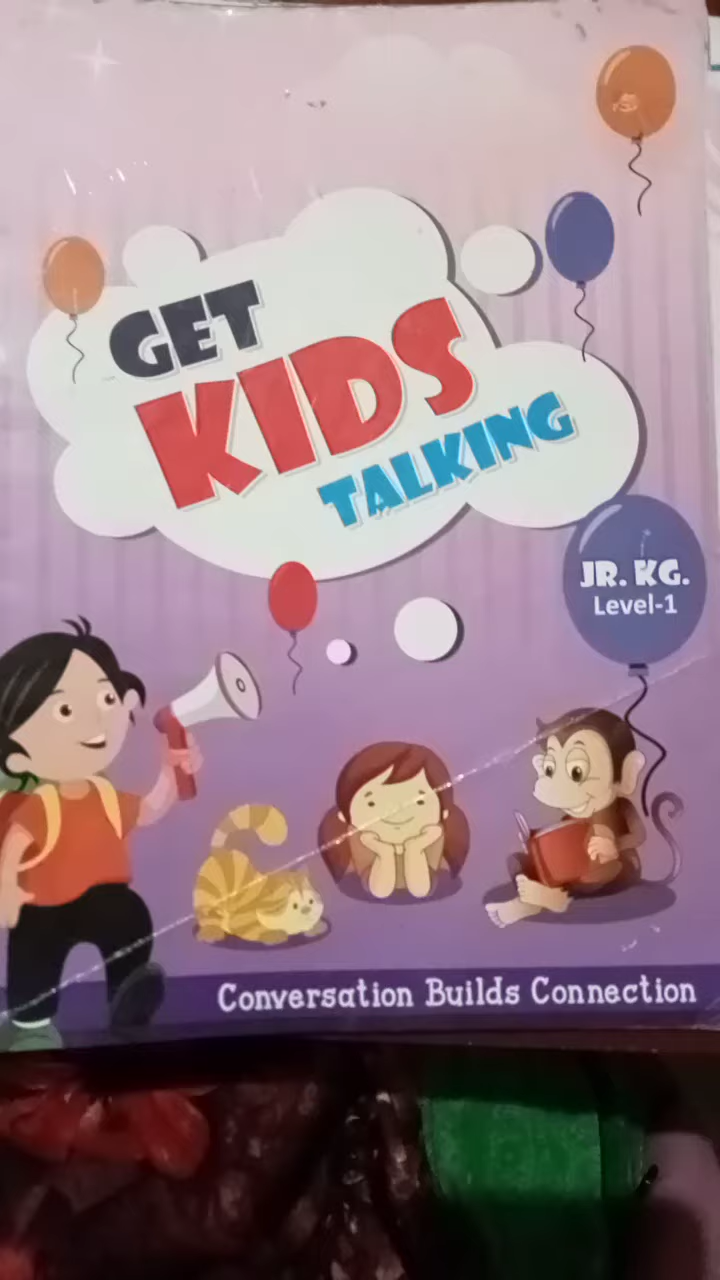 GET
KIDS
TALKING
JR. KG.
Level-1
Conversation Builds Connection